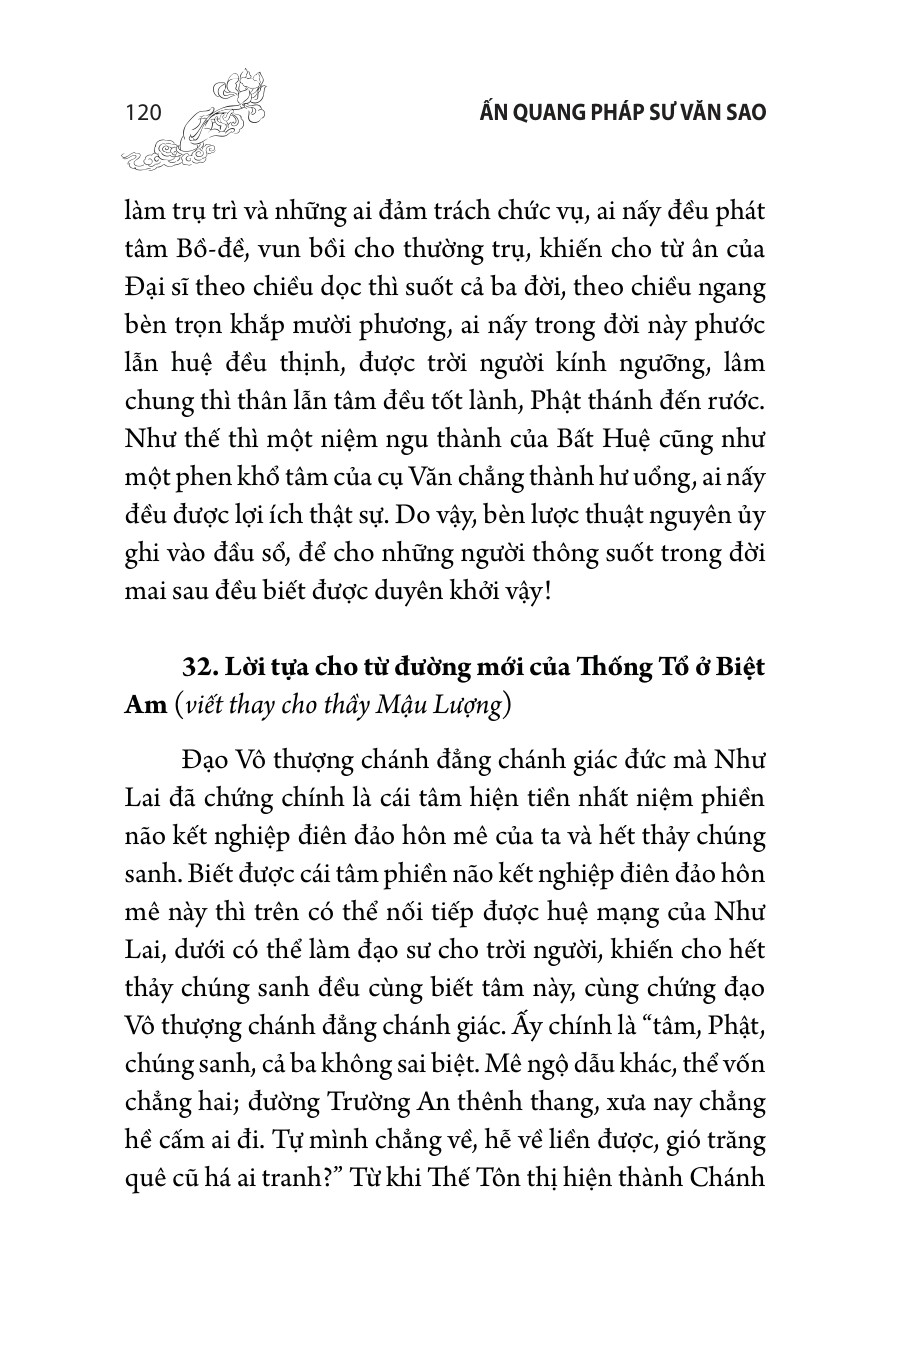 120
ẤN QUANG PHÁP SƯ VĂN SAO
làm trụ trì và những ai đảm trách chức vụ, ai nấy đều phát
tâm Bồ-đề, vun bồi cho thường trụ, khiến cho từ ân của
Đại sĩ theo chiều dọc thì suốt cả ba đời, theo chiều ngang
bèn trọn khắp mười phương, ai nấy trong đời này phước
lẫn huệ đều thịnh, được trời người kính ngưỡng, lâm
chung thì thân lẫn tâm đều tốt lành, Phật thánh đến rước.
Như thế thì một niệm ngu thành của Bất Huệ cũng như
một phen khổ tâm của cụ Văn chẳng thành hư uổng, ai nấy
đều được lợi ích thật sự. Do vậy, bèn lược thuật nguyên ủy
ghi vào đầu sổ, để cho những người thông suốt trong đời
mai sau đều biết được duyên khởi vậy!
32. Lời tựa cho từ đường mới của Thống Tổ ở Biệt
Am (viết thay cho thầy Mậu Lượng)
Đạo Vô thượng chánh đẳng chánh giác đức mà Như
Lai đã chứng chính là cái tâm hiện tiền nhất niệm phiền
não kết nghiệp điên đảo hôn mê của ta và hết thảy chúng
sanh. Biết được cái tâm phiền não kết nghiệp điên đảo hôn
mê này thì trên có thể nối tiếp được huệ mạng của Như
Lai, dưới có thể làm đạo sư cho trời người, khiến cho hết
thảy chúng sanh đều cùng biết tâm này, cùng chứng đạo
Vô thượng chánh đẳng chánh giác. Ấy chính là “tâm, Phật,
chúng sanh, cả ba không sai biệt. Mê ngộ dẫu khác, thể vốn
chẳng hai; đường Trường An thênh thang, xưa nay chẳng
hề cấm ai đi. Tự mình chẳng về, hễ về liền được, gió trăng
quê cũ há ai tranh?” Từ khi Thế Tôn thị hiện thành Chánh